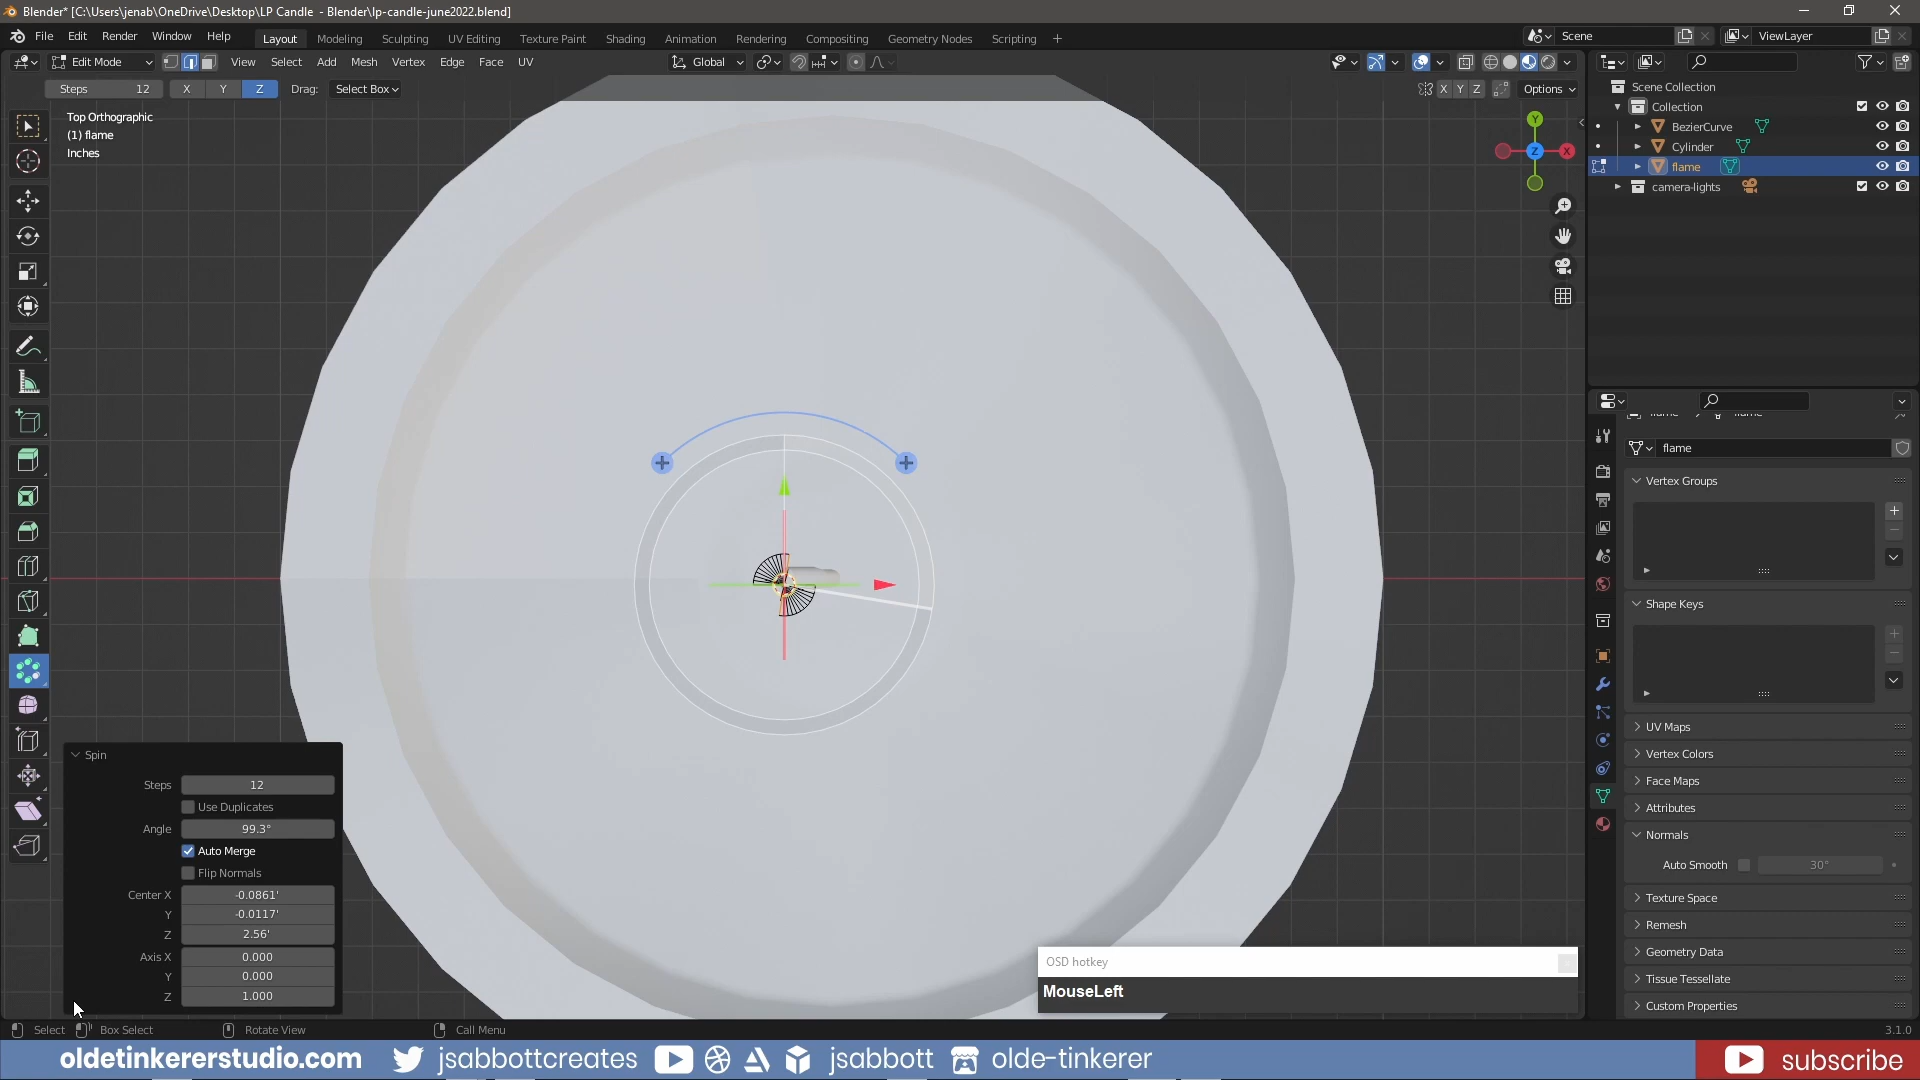 Blender* [C:\Users\jenab\OneDrive\Desktop\LP Candle - Blender\lp-candle-june2022.blend]
File Edit Render Window Help Layout Modeling Sculpting UV Editing Texture Paint Shading Animation Rendering Compositing Geometry Nodes Scripting + Scene ViewLayer
Edit Mode View Select Add Mesh Vertex Edge Face UV Global
Steps 12 X Y Z Drag: Select Box X Y Z Options
Top Orthographic
(1) flame
Inches
Y
X
Z
Scene Collection
Collection
BezierCurve
Cylinder
flame
camera-lights
flame
Vertex Groups
Shape Keys
UV Maps
Vertex Colors
Face Maps
Attributes
Normals
Auto Smooth 30°
Texture Space
Remesh
Geometry Data
Tissue Tessellate
Custom Properties
Spin
Steps 12
Use Duplicates
Angle 99.3°
Auto Merge
Flip Normals
Center X -0.0861'
Y -0.0117'
Z 2.56'
Axis X 0.000
Y 0.000
Z 1.000
OSD hotkey
MouseLeft
Select Box Select Rotate View Call Menu 3.1.0
oldetinkererstudio.com jsabbottcreates jsabbott olde-tinkerer subscribe